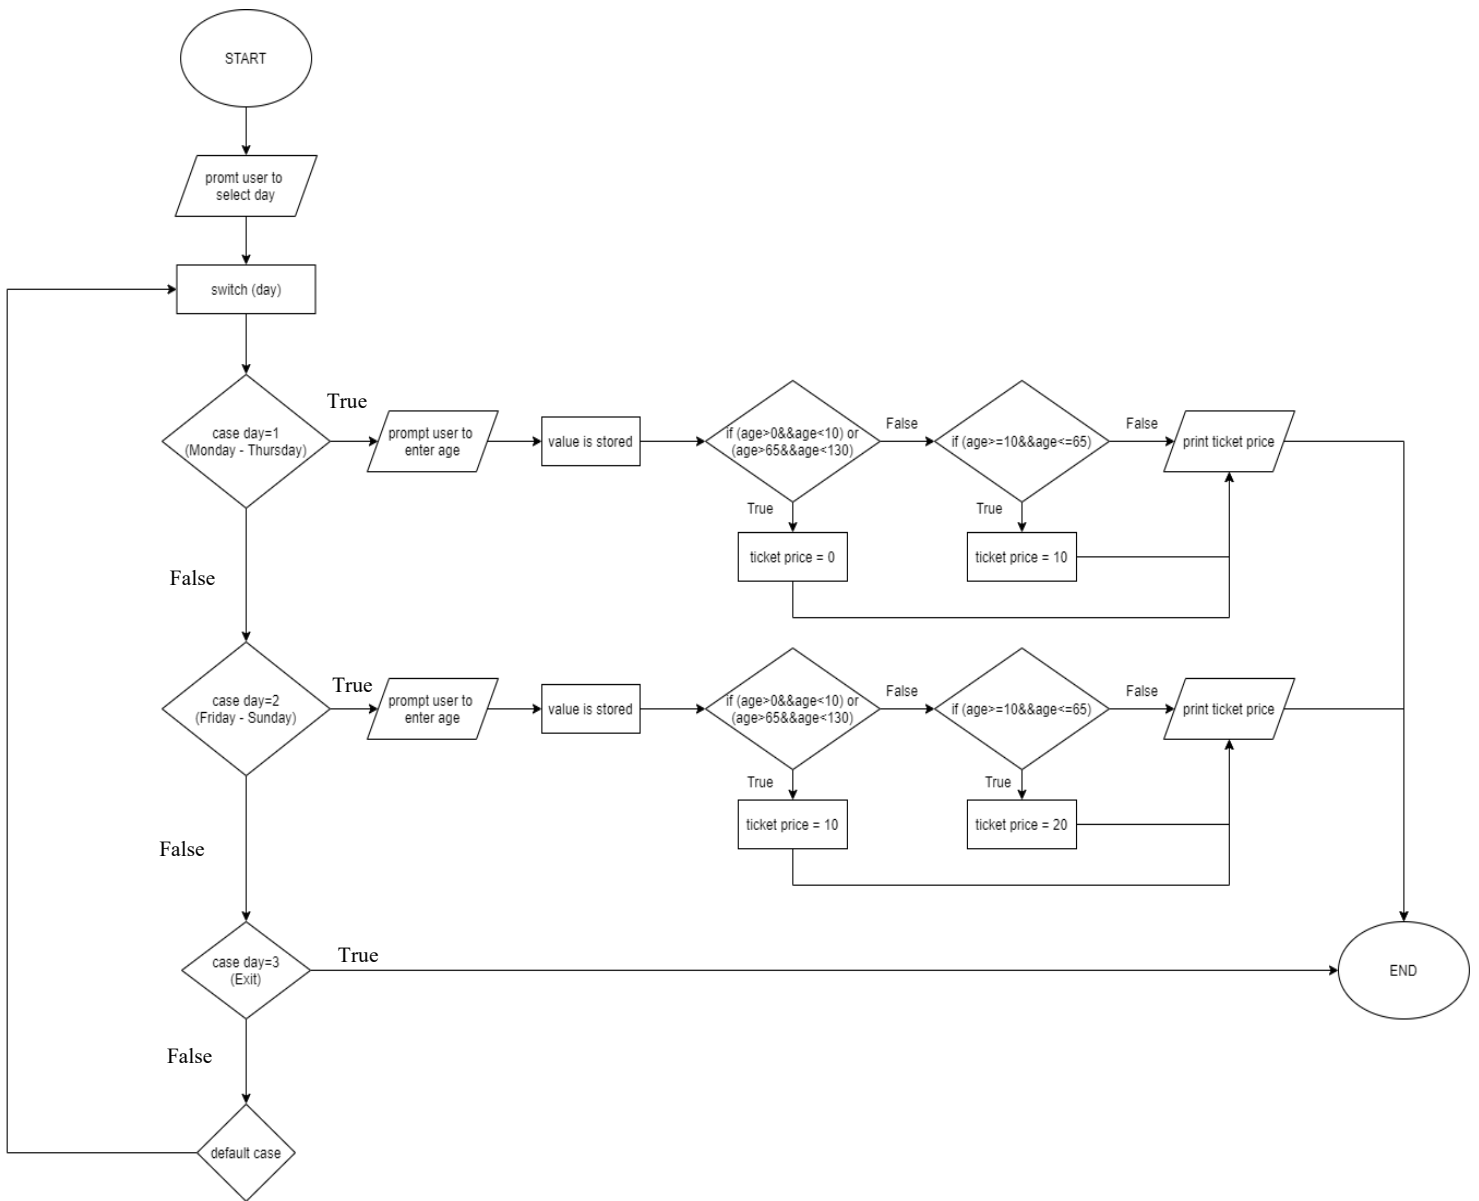 START
promt user to
select day
switch (day)
case day=1
(Monday - Thursday)
True
prompt user to
enter age
value is stored
if (age>0&&age<10) or
(age>65&&age<130)
False
if (age>=10&&age<=65)
False
print ticket price
True
ticket price = 0
True
ticket price = 10
False
case day=2
(Friday - Sunday)
True
prompt user to
enter age
value is stored
if (age>0&&age<10) or
(age>65&&age<130)
False
if (age>=10&&age<=65)
False
print ticket price
True
ticket price = 10
True
ticket price = 20
False
case day=3
(Exit)
True
END
False
default case